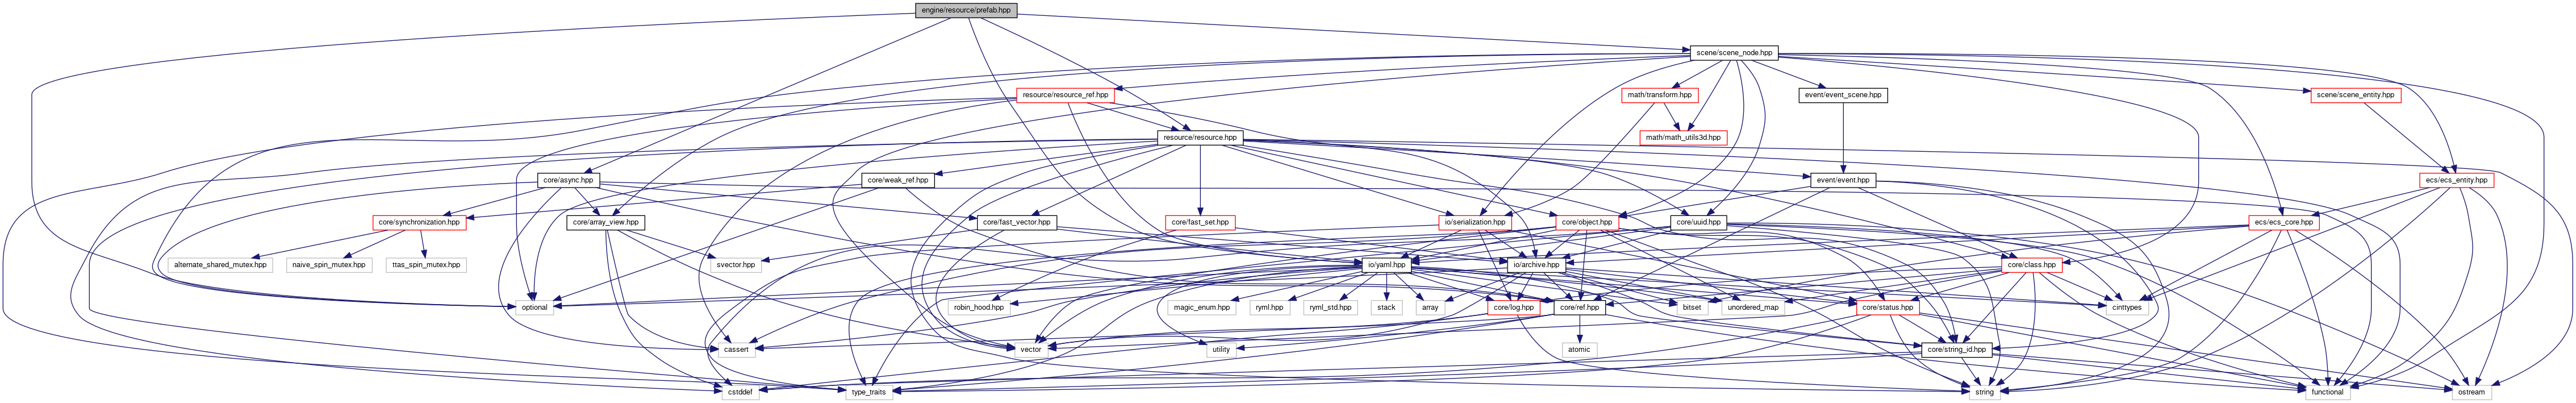 engine/resource/prefab.hpp
scene/scene_node.hpp
resource/resource_ref.hpp
math/transform.hpp
event/event_scene.hpp
scene/scene_entity.hpp
resource/resource.hpp
math/math_utils3d.hpp
core/async.hpp
core/weak_ref.hpp
event/event.hpp
ecs/ecs_entity.hpp
core/synchronization.hpp
core/array_view.hpp
core/fast_vector.hpp
core/fast_set.hpp
io/serialization.hpp
core/object.hpp
core/uuid.hpp
ecs/ecs_core.hpp
alternate_shared_mutex.hpp
naive_spin_mutex.hpp
ttas_spin_mutex.hpp
svector.hpp
io/yaml.hpp
io/archive.hpp
core/class.hpp
optional
robin_hood.hpp
magic_enum.hpp
ryml.hpp
ryml_std.hpp
stack
array
core/log.hpp
core/ref.hpp
bitset
unordered_map
core/status.hpp
cinttypes
cassert
vector
utility
atomic
core/string_id.hpp
cstddef
type_traits
string
functional
ostream